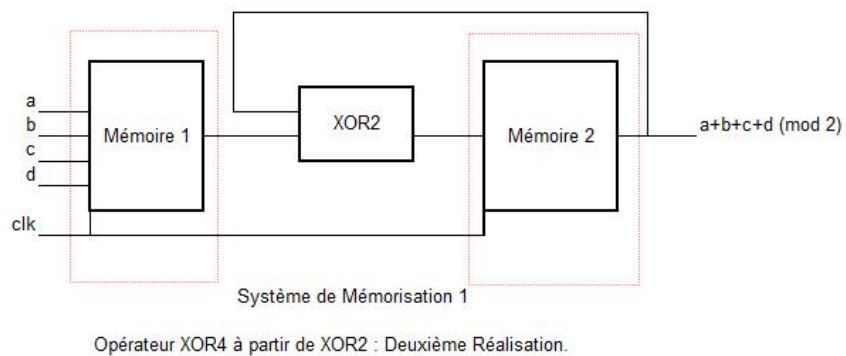 a
b
c
d
clk
Mémoire 1
XOR2
Mémoire 2
a+b+c+d (mod 2)
Système de Mémorisation 1
Opérateur XOR4 à partir de XOR2 : Deuxième Réalisation.